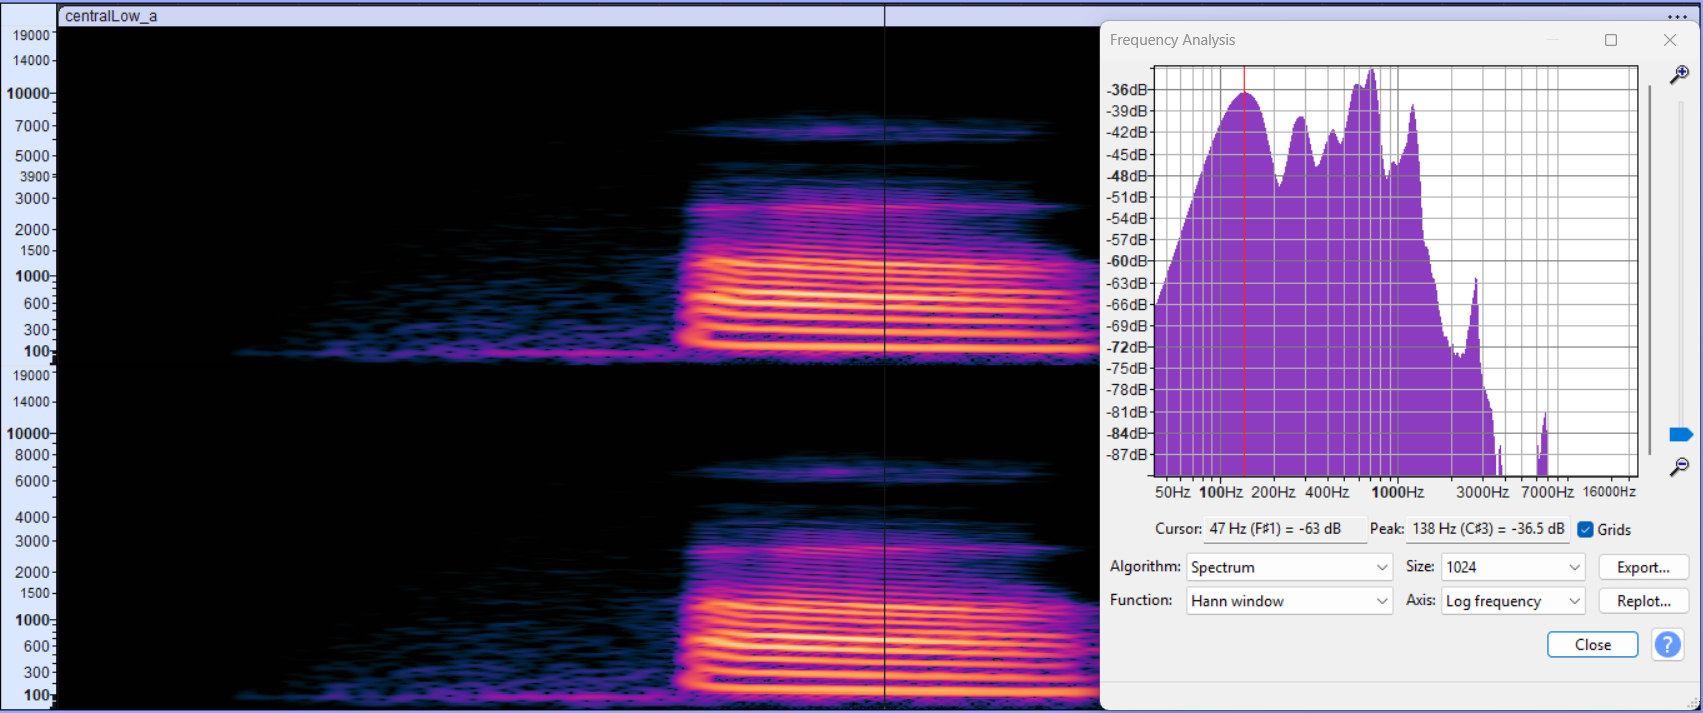 centralLow_a
...
19000
14000
10000
7000
5000
3900
3000
2000
1500
1000
600
300
100
19000
14000
10000
8000
6000
4000
3000
2000
1500
1000
600
300
100
Frequency Analysis
-36dB
-39dB
-42dB
-45dB
-48dB
-51dB
-54dB
-57dB
-60dB
-63dB
-66dB
-69dB
-72dB
-75dB
-78dB
-81dB
-84dB
-87dB
50Hz 100Hz 200Hz 400Hz 1000Hz 3000Hz 7000Hz 16000Hz
Cursor: 47 Hz (F♯1) = -63 dB Peak: 138 Hz (C♯3) = -36.5 dB Grids
Algorithm: Spectrum Size: 1024 Export...
Function: Hann window Axis: Log frequency Replot...
Close ?